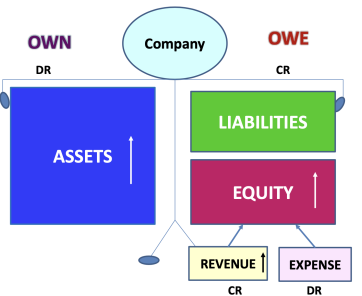 OWN
Company
OWE
DR
CR
ASSETS
LIABILITIES
EQUITY
REVENUE
EXPENSE
CR
DR